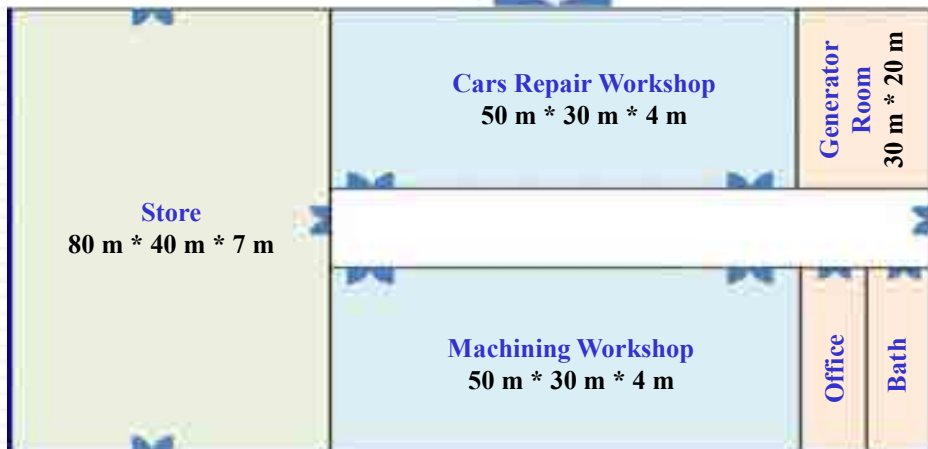 Cars Repair Workshop
50 m * 30 m * 4 m
Generator
Room
30 m * 20 m
Store
80 m * 40 m * 7 m
Machining Workshop
50 m * 30 m * 4 m
Office
Bath